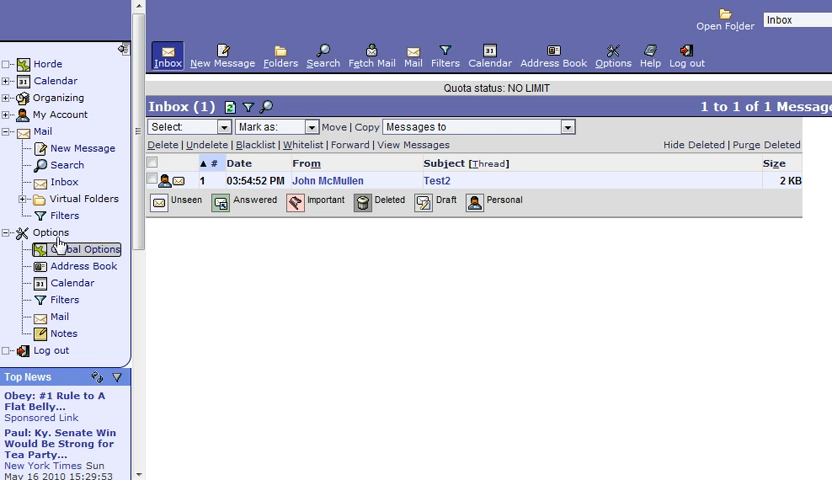 Open Folder
Inbox
Inbox New Message Folders Search Fetch Mail Mail Filters Calendar Address Book Options Help Log out
Quota status: NO LIMIT
Inbox (1) 1 to 1 of 1 Message
Select: Mark as: Move | Copy Messages to
Delete | Undelete | Blacklist | Whitelist | Forward | View Messages Hide Deleted | Purge Deleted
# Date From Subject [Thread] Size
1 03:54:52 PM John McMullen Test2 2 KB
Unseen Answered Important Deleted Draft Personal
Horde
Calendar
Organizing
My Account
Mail
New Message
Search
Inbox
Virtual Folders
Filters
Options
Global Options
Address Book
Calendar
Filters
Mail
Notes
Log out
Top News
Obey: #1 Rule to A
Flat Belly...
Sponsored Link
Paul: Ky. Senate Win
Would Be Strong for
Tea Party...
New York Times Sun
May 16 2010 15:29:53